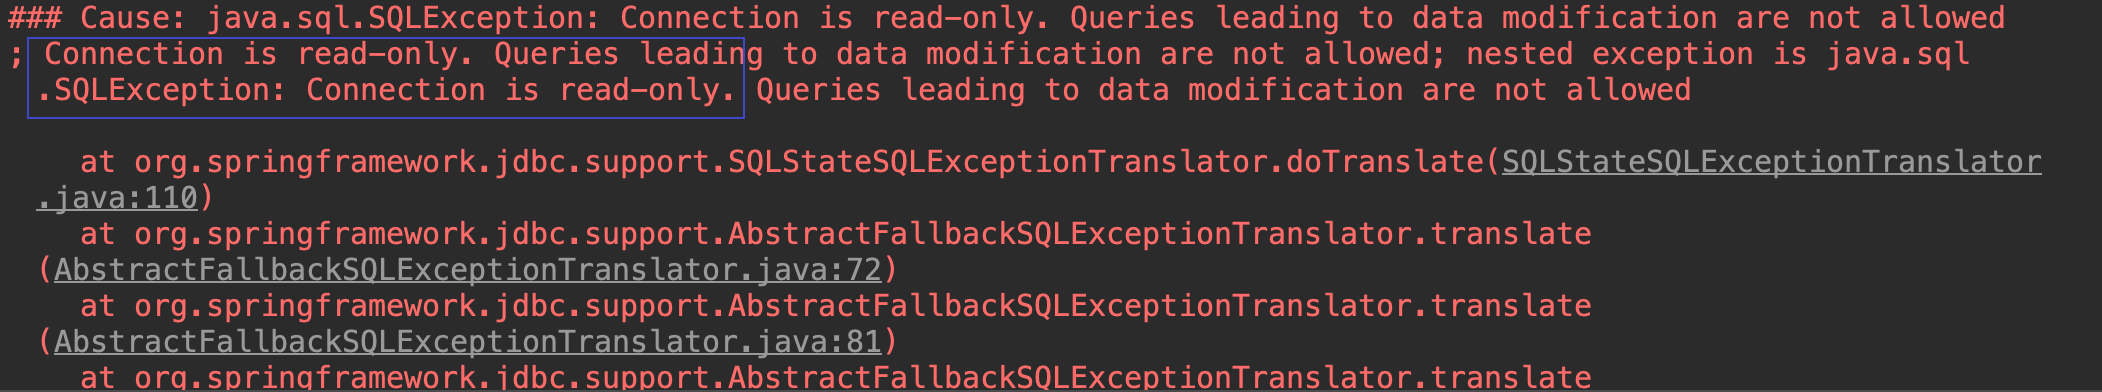 ### Cause: java.sql.SQLException: Connection is read-only. Queries leading to data modification are not allowed
; Connection is read-only. Queries leading to data modification are not allowed; nested exception is java.sql
.SQLException: Connection is read-only. Queries leading to data modification are not allowed
at org.springframework.jdbc.support.SQLStateSQLExceptionTranslator.doTranslate(SQLStateSQLExceptionTranslator
.java:110)
at org.springframework.jdbc.support.AbstractFallbackSQLExceptionTranslator.translate
(AbstractFallbackSQLExceptionTranslator.java:72)
at org.springframework.jdbc.support.AbstractFallbackSQLExceptionTranslator.translate
(AbstractFallbackSQLExceptionTranslator.java:81)
at org.springframework.jdbc.support.AbstractFallbackSQLExceptionTranslator.translate